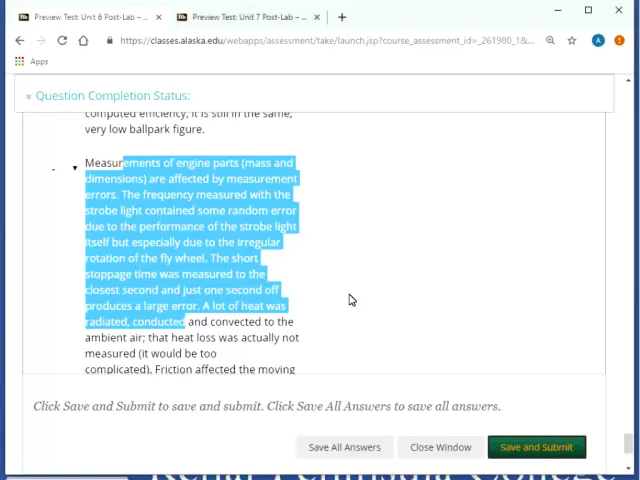 Preview Test: Unit 6 Post-Lab – ...
Preview Test: Unit 7 Post-Lab – ...
https://classes.alaska.edu/webapps/assessment/take/launch.jsp?course_assessment_id=_261980_1&...
A
Apps
Question Completion Status:
computed efficiency, it is still in the same,
very low ballpark figure.
Measurements of engine parts (mass and
dimensions) are affected by measurement
errors. The frequency measured with the
strobe light contained some random error
due to the performance of the strobe light
itself but especially due to the irregular
rotation of the fly wheel. The short
stoppage time was measured to the
closest second and just one second off
produces a large error. A lot of heat was
radiated, conducted and convected to the
ambient air; that heat loss was actually not
measured (it would be too
complicated). Friction affected the moving
Click Save and Submit to save and submit. Click Save All Answers to save all answers.
Save All Answers
Close Window
Save and Submit
Kenai Peninsula College